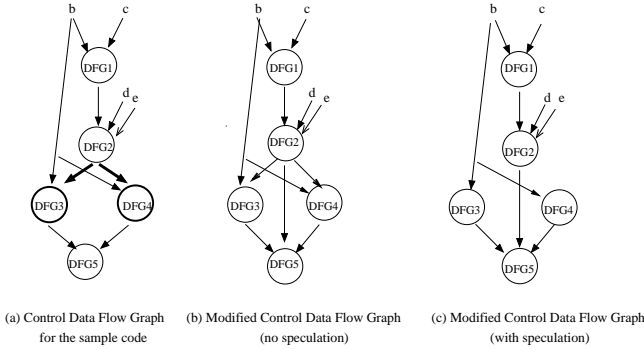 b
c
DFG1
d
e
DFG2
DFG3
DFG4
DFG5
(a) Control Data Flow Graph
for the sample code
b
c
DFG1
d
e
DFG2
DFG3
DFG4
DFG5
(b) Modified Control Data Flow Graph
(no speculation)
b
c
DFG1
d
e
DFG2
DFG3
DFG4
DFG5
(c) Modified Control Data Flow Graph
(with speculation)